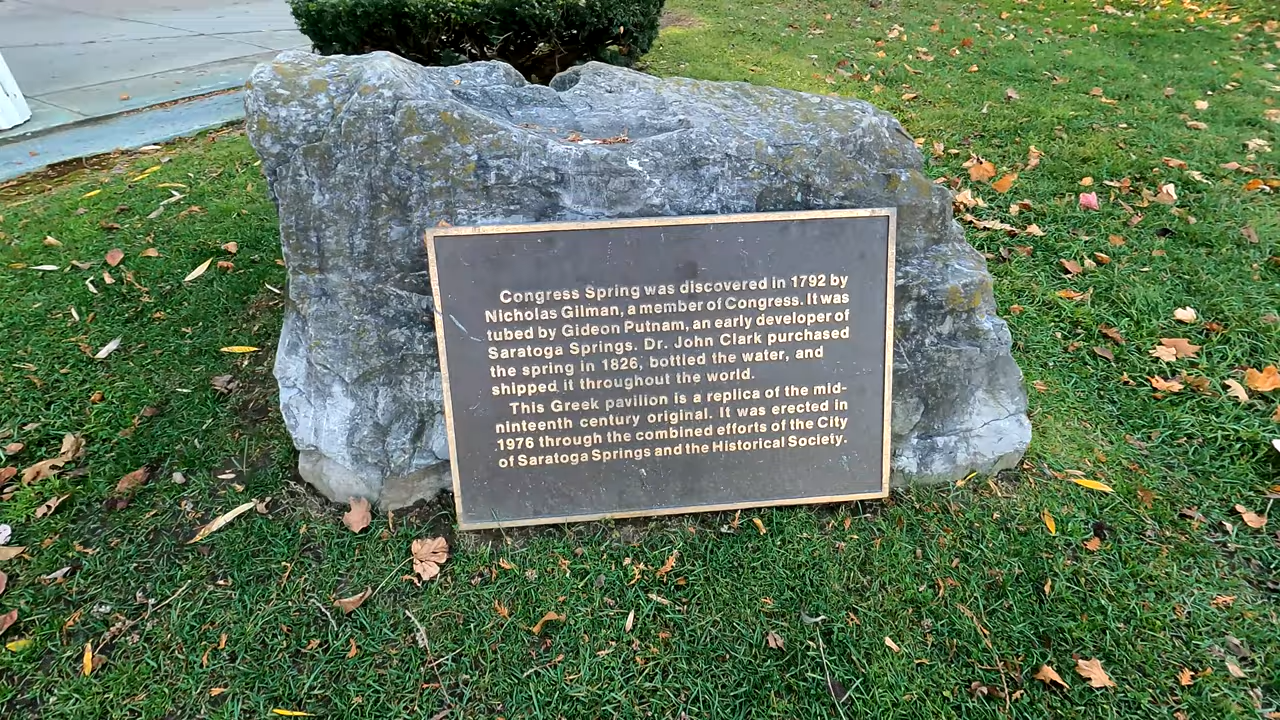 Congress Spring was discovered in 1792 by
Nicholas Gilman, a member of Congress. It was
tubed by Gideon Putnam, an early developer of
Saratoga Springs. Dr. John Clark purchased
the spring in 1826, bottled the water, and
shipped it throughout the world.
This Greek pavilion is a replica of the mid-
ninteenth century original. It was erected in
1976 through the combined efforts of the City
of Saratoga Springs and the Historical Society.